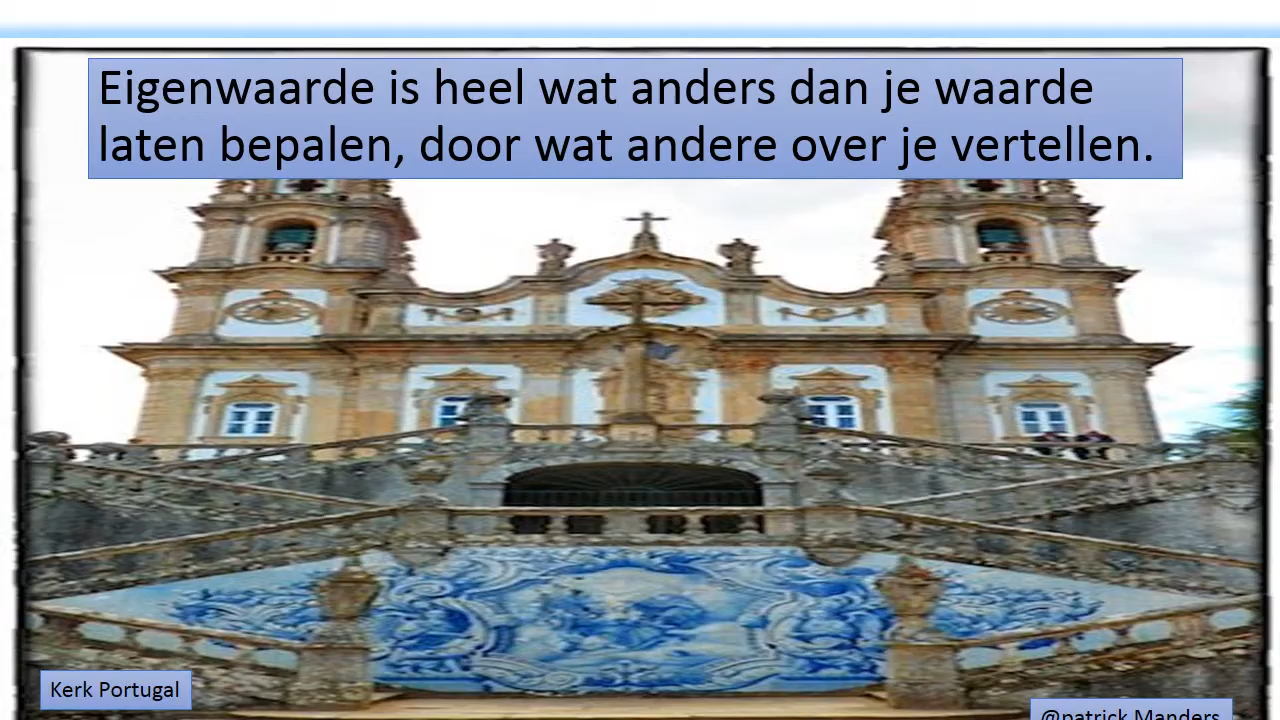 Eigenwaarde is heel wat anders dan je waarde
laten bepalen, door wat andere over je vertellen.
Kerk Portugal
@patrick Manders